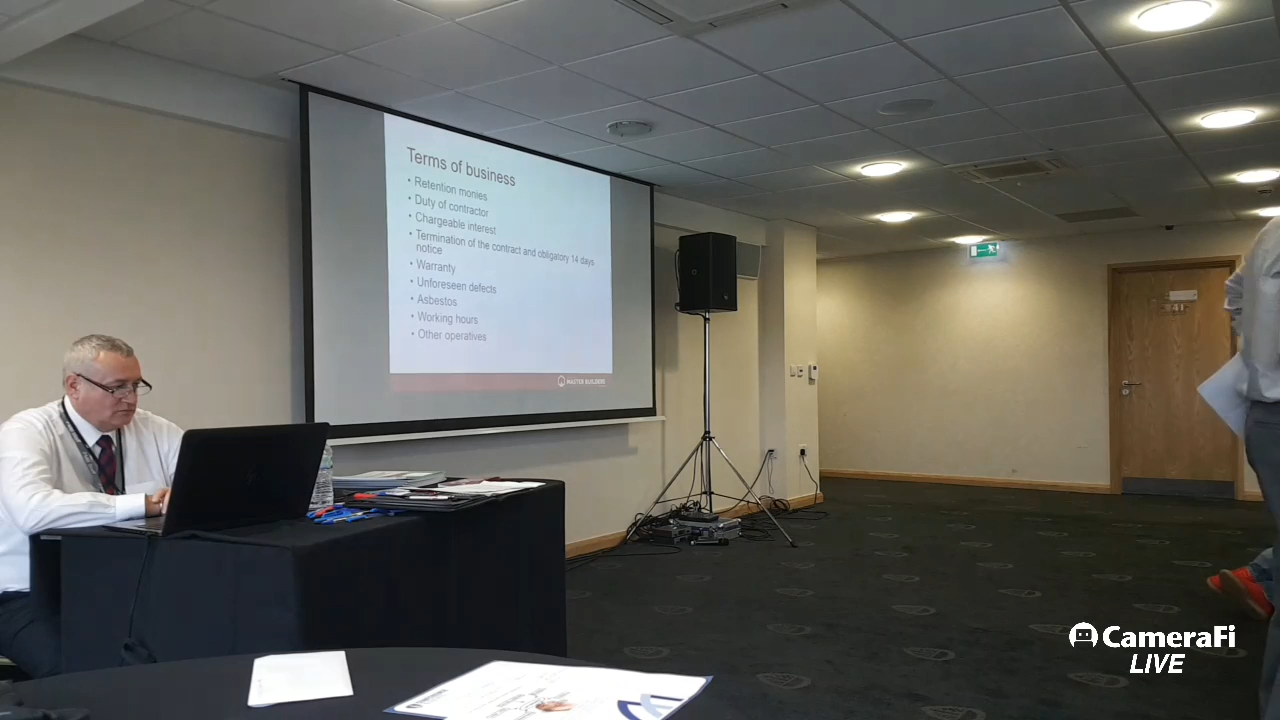 Terms of business
• Retention monies
• Duty of contractor
• Chargeable interest
• Termination of the contract and obligatory 14 days
notice
• Warranty
• Unforeseen defects
• Asbestos
• Working hours
• Other operatives
MASTER BUILDERS
CameraFi
LIVE